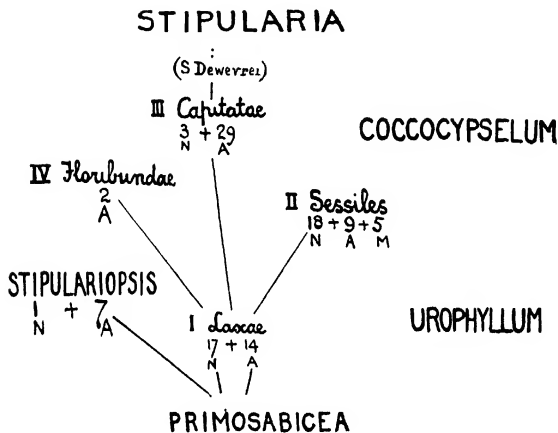 STIPULARIA
(S Dewevrei)
III Capitatae
3 + 29
N A
COCCOCYPSELUM
IV Floribundae
2
A
II Sessiles
18 + 9 + 5
N A M
STIPULARIOPSIS
1 + 7
N A
I Laxae
17 + 14
N A
UROPHYLLUM
PRIMOSABICEA